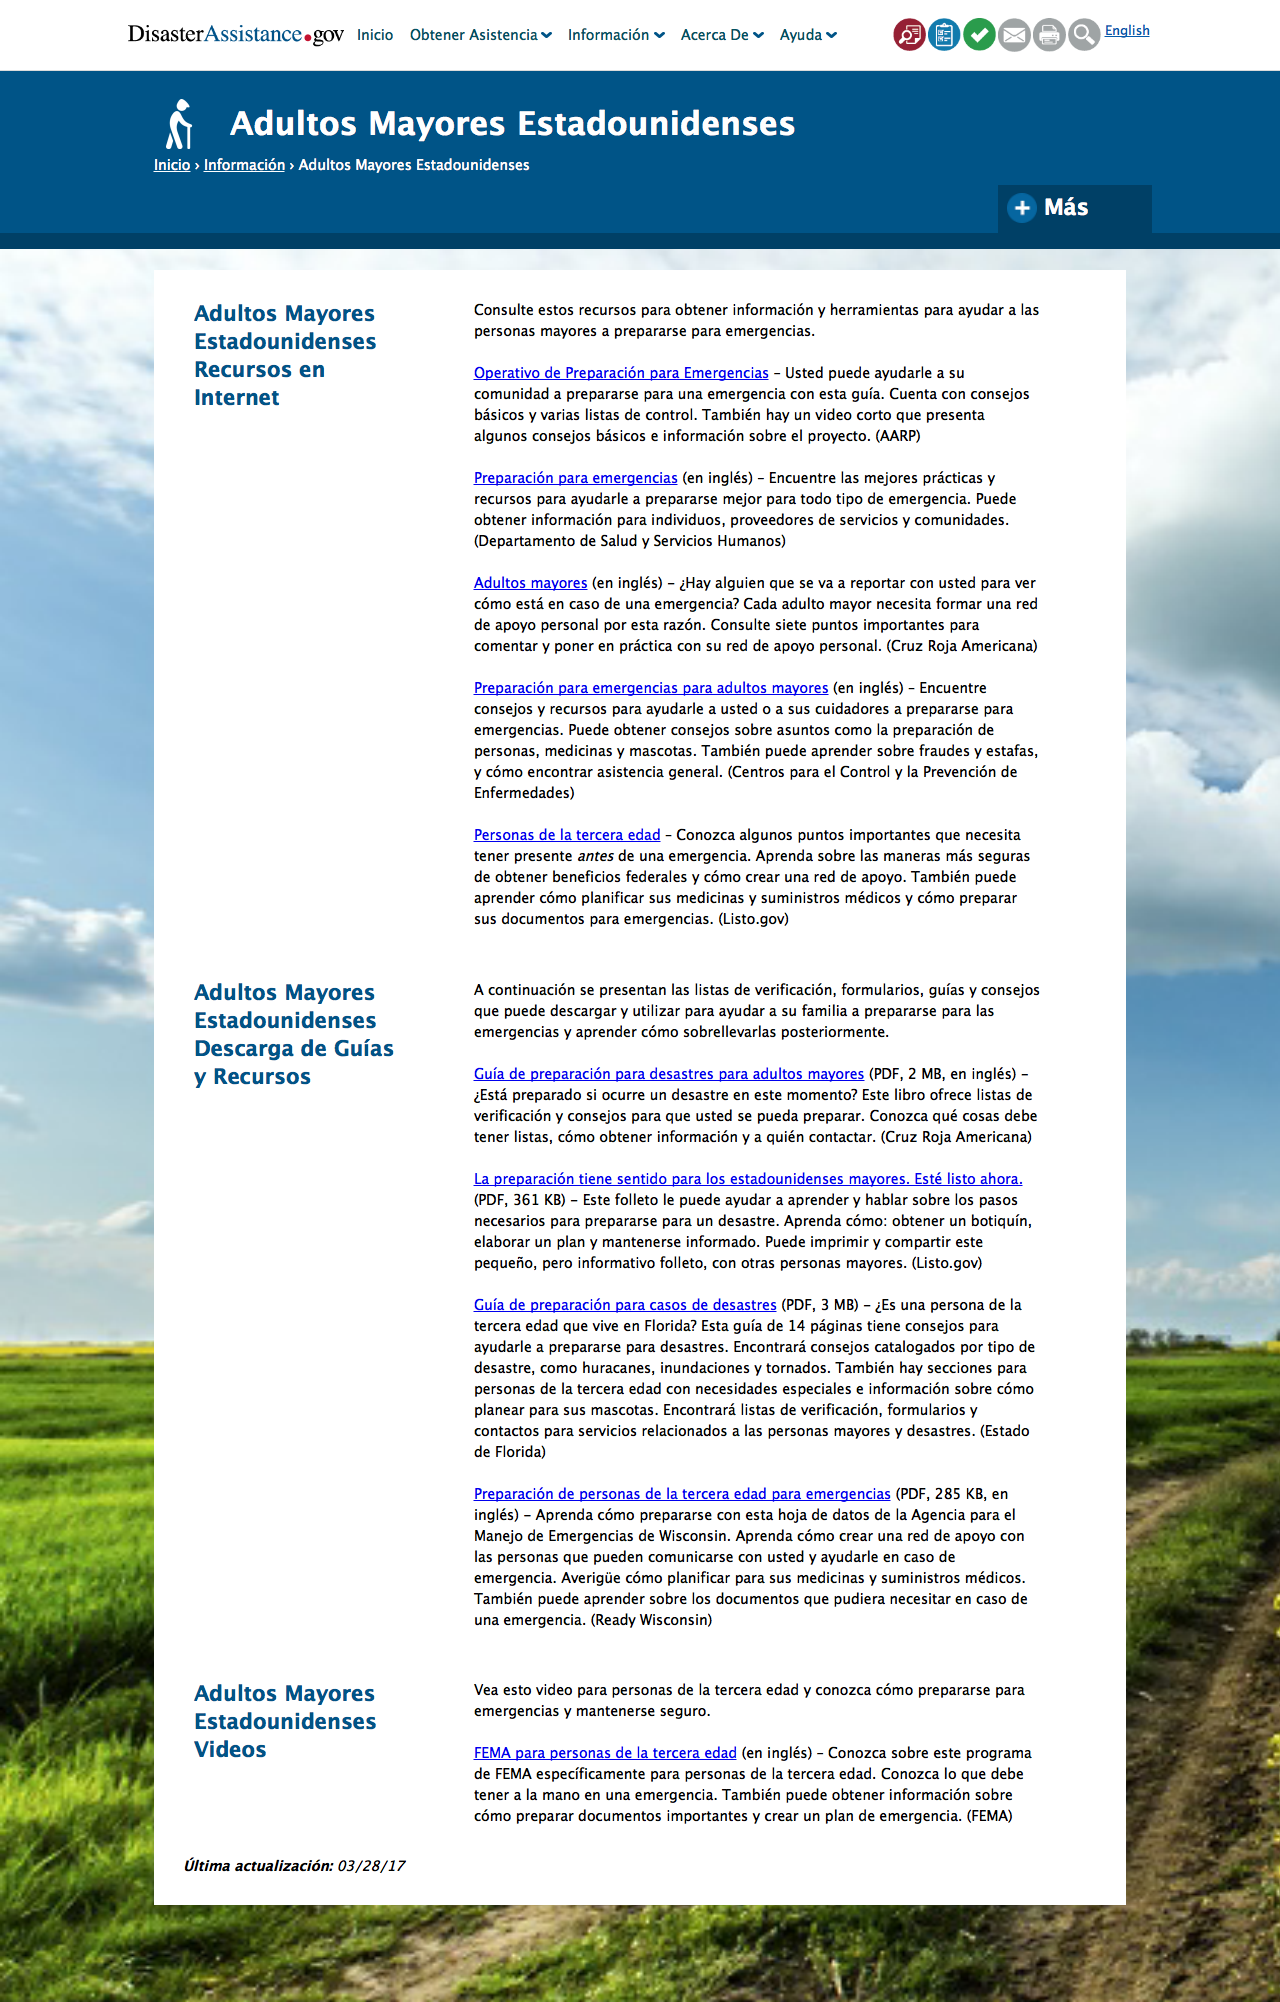 DisasterAssistance.gov Inicio Obtener Asistencia Información Acerca De Ayuda English
Adultos Mayores Estadounidenses
Inicio › Información › Adultos Mayores Estadounidenses
Más
Adultos Mayores
Estadounidenses
Recursos en
Internet
Consulte estos recursos para obtener información y herramientas para ayudar a las
personas mayores a prepararse para emergencias.
Operativo de Preparación para Emergencias – Usted puede ayudarle a su
comunidad a prepararse para una emergencia con esta guía. Cuenta con consejos
básicos y varias listas de control. También hay un video corto que presenta
algunos consejos básicos e información sobre el proyecto. (AARP)
Preparación para emergencias (en inglés) – Encuentre las mejores prácticas y
recursos para ayudarle a prepararse mejor para todo tipo de emergencia. Puede
obtener información para individuos, proveedores de servicios y comunidades.
(Departamento de Salud y Servicios Humanos)
Adultos mayores (en inglés) – ¿Hay alguien que se va a reportar con usted para ver
cómo está en caso de una emergencia? Cada adulto mayor necesita formar una red
de apoyo personal por esta razón. Consulte siete puntos importantes para
comentar y poner en práctica con su red de apoyo personal. (Cruz Roja Americana)
Preparación para emergencias para adultos mayores (en inglés) – Encuentre
consejos y recursos para ayudarle a usted o a sus cuidadores a prepararse para
emergencias. Puede obtener consejos sobre asuntos como la preparación de
personas, medicinas y mascotas. También puede aprender sobre fraudes y estafas,
y cómo encontrar asistencia general. (Centros para el Control y la Prevención de
Enfermedades)
Personas de la tercera edad – Conozca algunos puntos importantes que necesita
tener presente antes de una emergencia. Aprenda sobre las maneras más seguras
de obtener beneficios federales y cómo crear una red de apoyo. También puede
aprender cómo planificar sus medicinas y suministros médicos y cómo preparar
sus documentos para emergencias. (Listo.gov)
Adultos Mayores
Estadounidenses
Descarga de Guías
y Recursos
A continuación se presentan las listas de verificación, formularios, guías y consejos
que puede descargar y utilizar para ayudar a su familia a prepararse para las
emergencias y aprender cómo sobrellevarlas posteriormente.
Guía de preparación para desastres para adultos mayores (PDF, 2 MB, en inglés) –
¿Está preparado si ocurre un desastre en este momento? Este libro ofrece listas de
verificación y consejos para que usted se pueda preparar. Conozca qué cosas debe
tener listas, cómo obtener información y a quién contactar. (Cruz Roja Americana)
La preparación tiene sentido para los estadounidenses mayores. Esté listo ahora.
(PDF, 361 KB) – Este folleto le puede ayudar a aprender y hablar sobre los pasos
necesarios para prepararse para un desastre. Aprenda cómo: obtener un botiquín,
elaborar un plan y mantenerse informado. Puede imprimir y compartir este
pequeño, pero informativo folleto, con otras personas mayores. (Listo.gov)
Guía de preparación para casos de desastres (PDF, 3 MB) – ¿Es una persona de la
tercera edad que vive en Florida? Esta guía de 14 páginas tiene consejos para
ayudarle a prepararse para desastres. Encontrará consejos catalogados por tipo de
desastre, como huracanes, inundaciones y tornados. También hay secciones para
personas de la tercera edad con necesidades especiales e información sobre cómo
planear para sus mascotas. Encontrará listas de verificación, formularios y
contactos para servicios relacionados a las personas mayores y desastres. (Estado
de Florida)
Preparación de personas de la tercera edad para emergencias (PDF, 285 KB, en
inglés) – Aprenda cómo prepararse con esta hoja de datos de la Agencia para el
Manejo de Emergencias de Wisconsin. Aprenda cómo crear una red de apoyo con
las personas que pueden comunicarse con usted y ayudarle en caso de
emergencia. Averigüe cómo planificar para sus medicinas y suministros médicos.
También puede aprender sobre los documentos que pudiera necesitar en caso de
una emergencia. (Ready Wisconsin)
Adultos Mayores
Estadounidenses
Videos
Vea esto video para personas de la tercera edad y conozca cómo prepararse para
emergencias y mantenerse seguro.
FEMA para personas de la tercera edad (en inglés) – Conozca sobre este programa
de FEMA específicamente para personas de la tercera edad. Conozca lo que debe
tener a la mano en una emergencia. También puede obtener información sobre
cómo preparar documentos importantes y crear un plan de emergencia. (FEMA)
Última actualización: 03/28/17